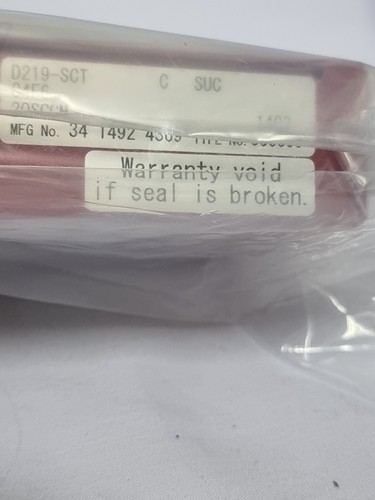 D219-SCT C SUC
MFG No. 34 1492 4309
Warranty void
if seal is broken.